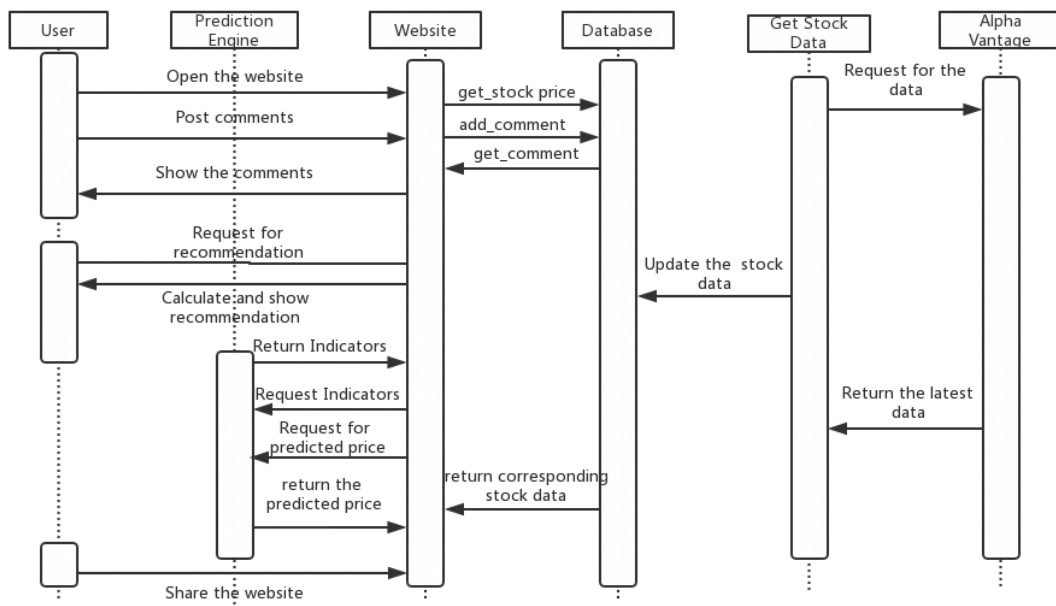 User
Prediction
Engine
Website
Database
Get Stock
Data
Alpha
Vantage
Open the website
get_stock price
Request for the
data
Post comments
add_comment
get_comment
Show the comments
Request for
recommendation
Update the stock
data
Calculate and show
recommendation
Return Indicators
Request Indicators
Return the latest
data
Request for
predicted price
return corresponding
stock data
return the
predicted price
Share the website